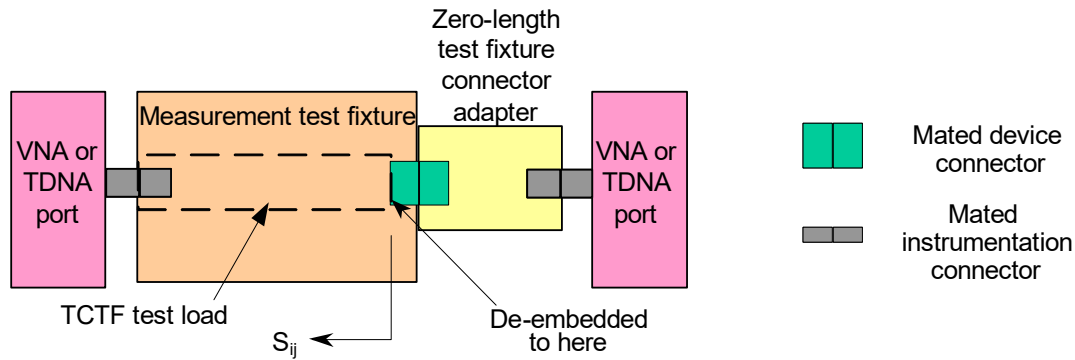 Zero-length
test fixture
connector
adapter
Measurement test fixture
VNA or
TDNA
port
VNA or
TDNA
port
TCTF test load
Sij
De-embedded
to here
Mated device
connector
Mated
instrumentation
connector